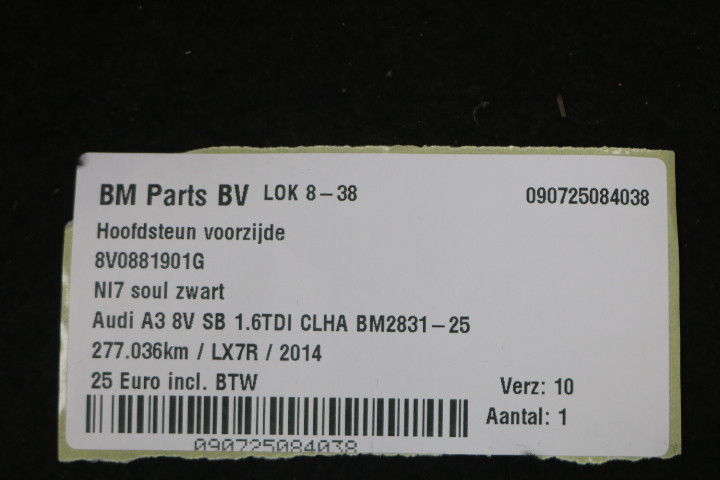 BM Parts BV LOK 8-38 090725084038
Hoofdsteun voorzijde
8V0881901G
NI7 soul zwart
Audi A3 8V SB 1.6TDI CLHA BM2831-25
277.036km / LX7R / 2014
25 Euro incl. BTW
Verz: 10
Aantal: 1
090725084038